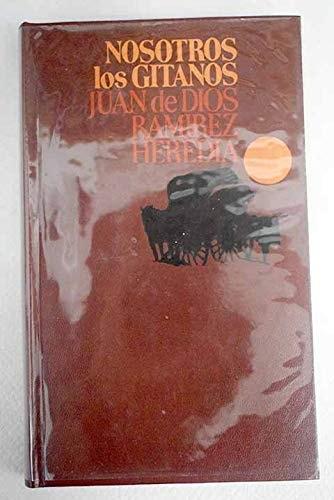 NOSOTROS
los GITANOS
JUAN de DIOS
RAMIREZ
HEREDIA